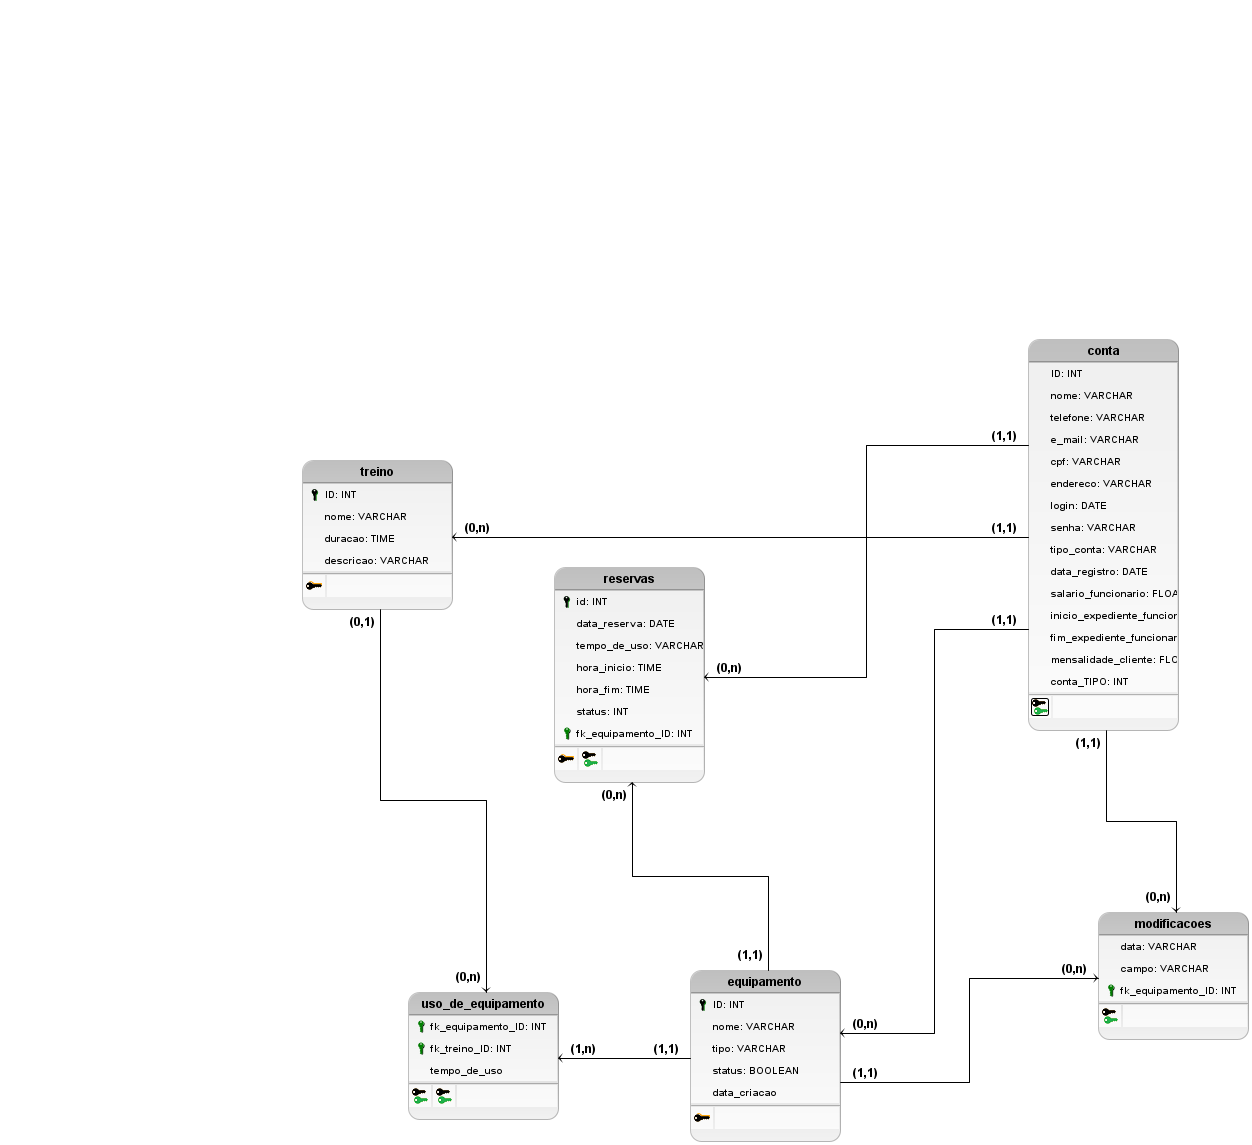 conta
ID: INT
nome: VARCHAR
telefone: VARCHAR
e_mail: VARCHAR
cpf: VARCHAR
endereco: VARCHAR
login: DATE
senha: VARCHAR
tipo_conta: VARCHAR
data_registro: DATE
salario_funcionario: FLOA
inicio_expediente_funcior
fim_expediente_funcionar
mensalidade_cliente: FLO
conta_TIPO: INT
(1,1)
(1,1)
(1,1)
(1,1)
treino
ID: INT
nome: VARCHAR
duracao: TIME
descricao: VARCHAR
(0,n)
(0,1)
reservas
id: INT
data_reserva: DATE
tempo_de_uso: VARCHAR
hora_inicio: TIME
hora_fim: TIME
status: INT
fk_equipamento_ID: INT
(0,n)
(0,n)
modificacoes
data: VARCHAR
campo: VARCHAR
fk_equipamento_ID: INT
(0,n)
(0,n)
equipamento
ID: INT
nome: VARCHAR
tipo: VARCHAR
status: BOOLEAN
data_criacao
(1,1)
(0,n)
(1,1)
(1,1)
uso_de_equipamento
fk_equipamento_ID: INT
fk_treino_ID: INT
tempo_de_uso
(0,n)
(1,n)